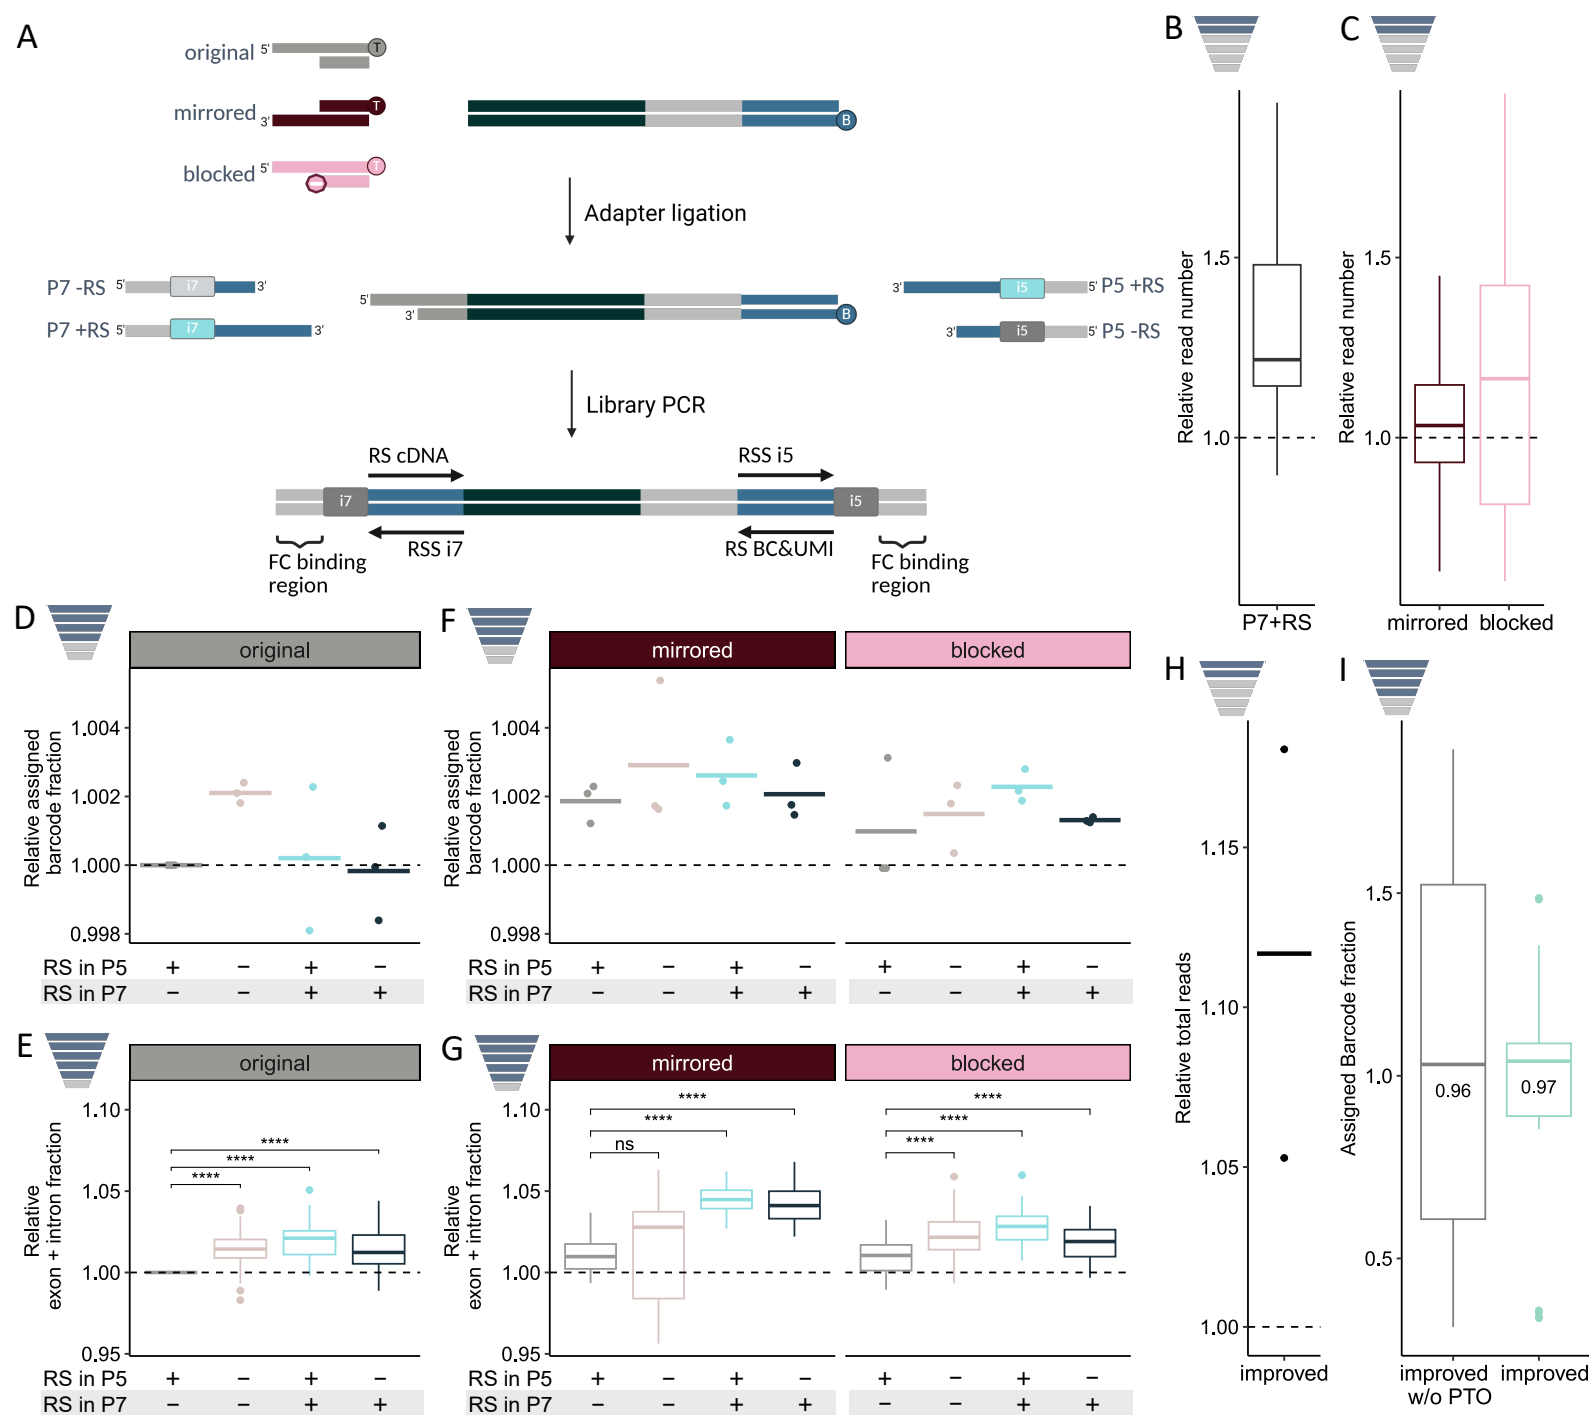 A
original 5' T
mirrored 3' T
blocked 5' T
B
Adapter ligation
P7 -RS 5' i7 3'
P7 +RS 5' i7 3'
5'
3' B
3' i5 5' P5 +RS
3' i5 5' P5 -RS
Library PCR
RS cDNA RSS i5
i7 i5
RSS i7 RS BC&UMI
FC binding region
FC binding region
B
Relative read number
1.5
1.0
P7+RS
C
Relative read number
1.5
1.0
mirrored blocked
D
original
Relative assigned
barcode fraction
1.004
1.002
1.000
0.998
RS in P5 + − + −
RS in P7 − − + +
F
mirrored blocked
Relative assigned
barcode fraction
1.004
1.002
1.000
0.998
RS in P5 + − + − + − + −
RS in P7 − − + + − − + +
E
original
Relative
exon + intron fraction
1.10
1.05
1.00
0.95
****
****
****
RS in P5 + − + −
RS in P7 − − + +
G
mirrored blocked
Relative
exon + intron fraction
1.10
1.05
1.00
0.95
****
****
ns
****
****
****
RS in P5 + − + − + − + −
RS in P7 − − + + − − + +
H
Relative total reads
1.15
1.10
1.05
1.00
improved
I
Assigned Barcode fraction
1.5
1.0
0.5
0.96 0.97
improved improved
w/o PTO